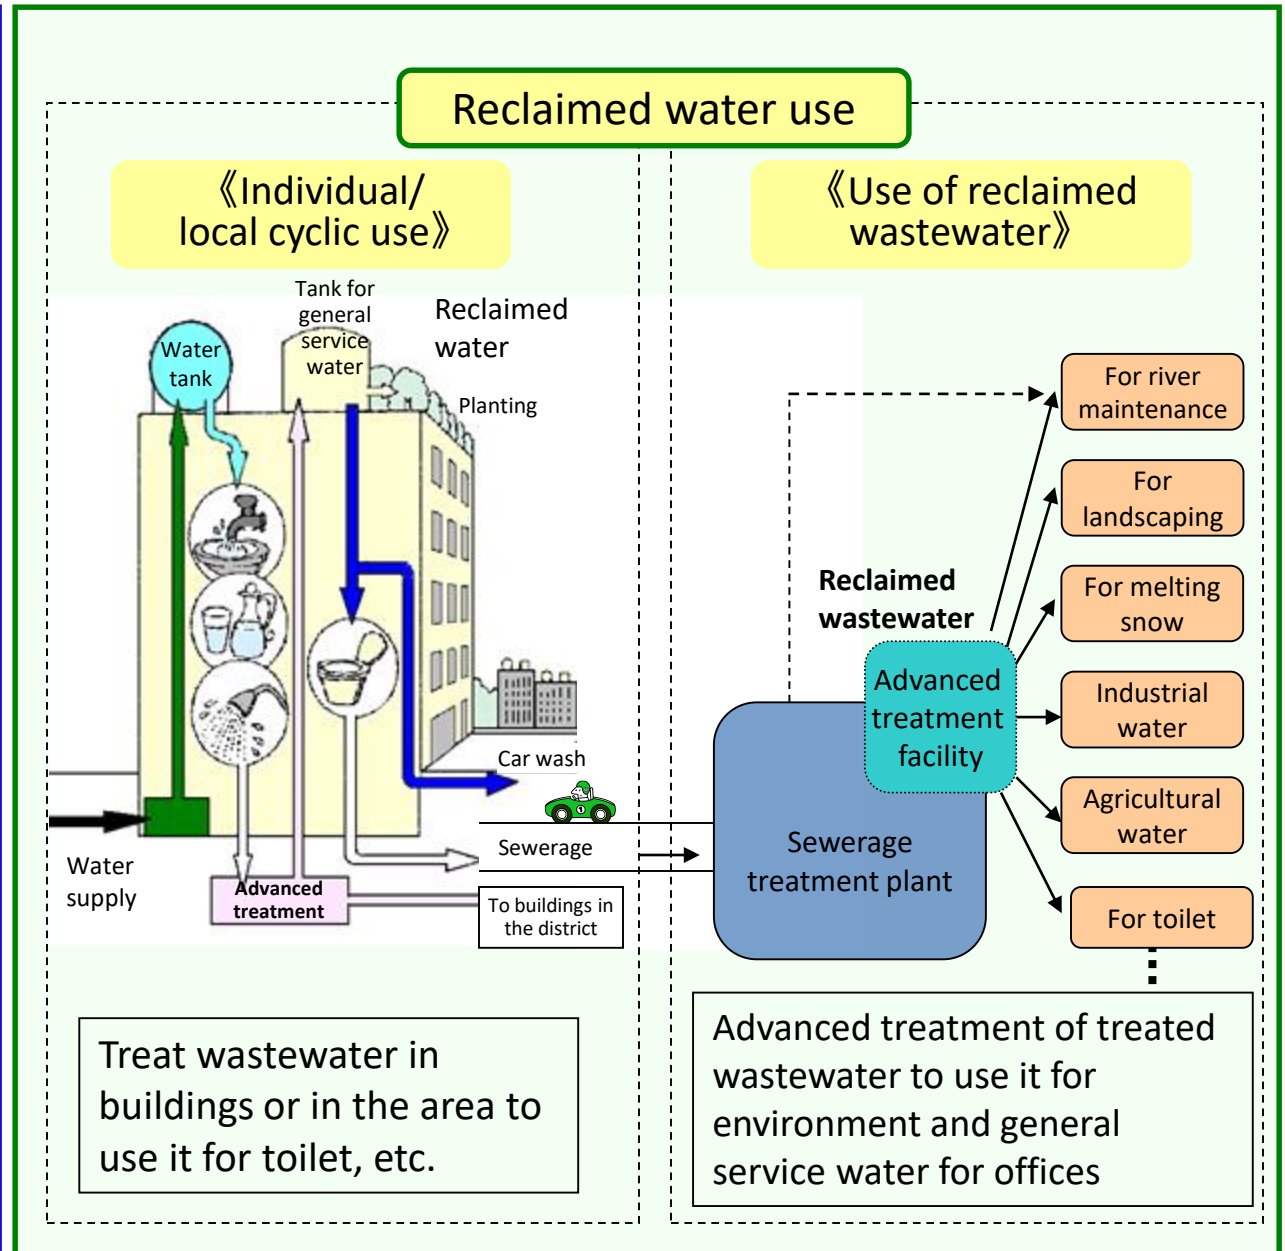 Reclaimed water use
《Individual/
local cyclic use》
Tank for
general
service
water
Reclaimed
water
Water
tank
Planting
Car wash
1
Sewerage
Water
supply
Advanced
treatment
To buildings in
the district
Treat wastewater in
buildings or in the area to
use it for toilet, etc.
《Use of reclaimed
wastewater》
Reclaimed
wastewater
Advanced
treatment
facility
Sewerage
treatment plant
For river
maintenance
For
landscaping
For melting
snow
Industrial
water
Agricultural
water
For toilet
Advanced treatment of treated
wastewater to use it for
environment and general
service water for offices